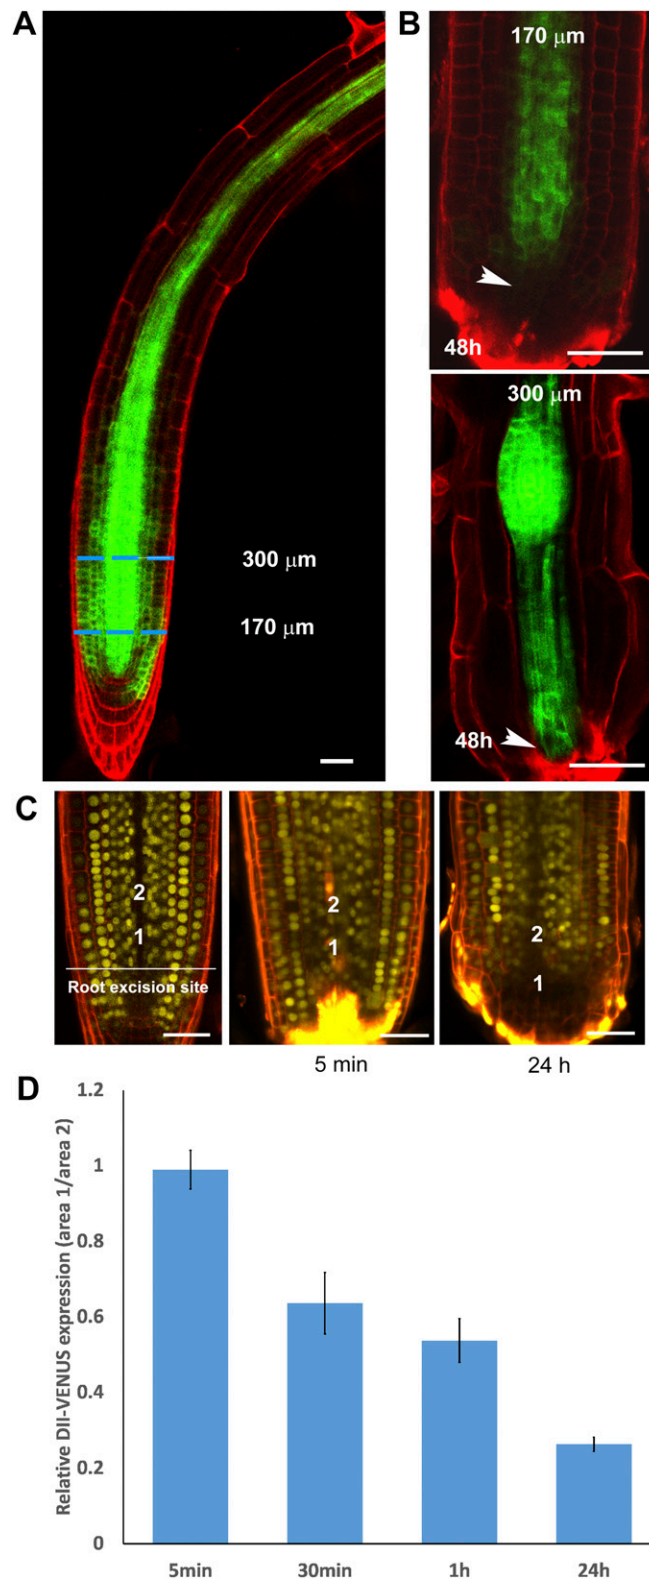 A
B
170 μm
48h
300 μm
300 μm
170 μm
48h
C
2
1
Root excision site
2
1
2
1
5 min
24 h
D
Relative DII-VENUS expression (area 1/area 2)
1.2
1
0.8
0.6
0.4
0.2
0
5min
30min
1h
24h